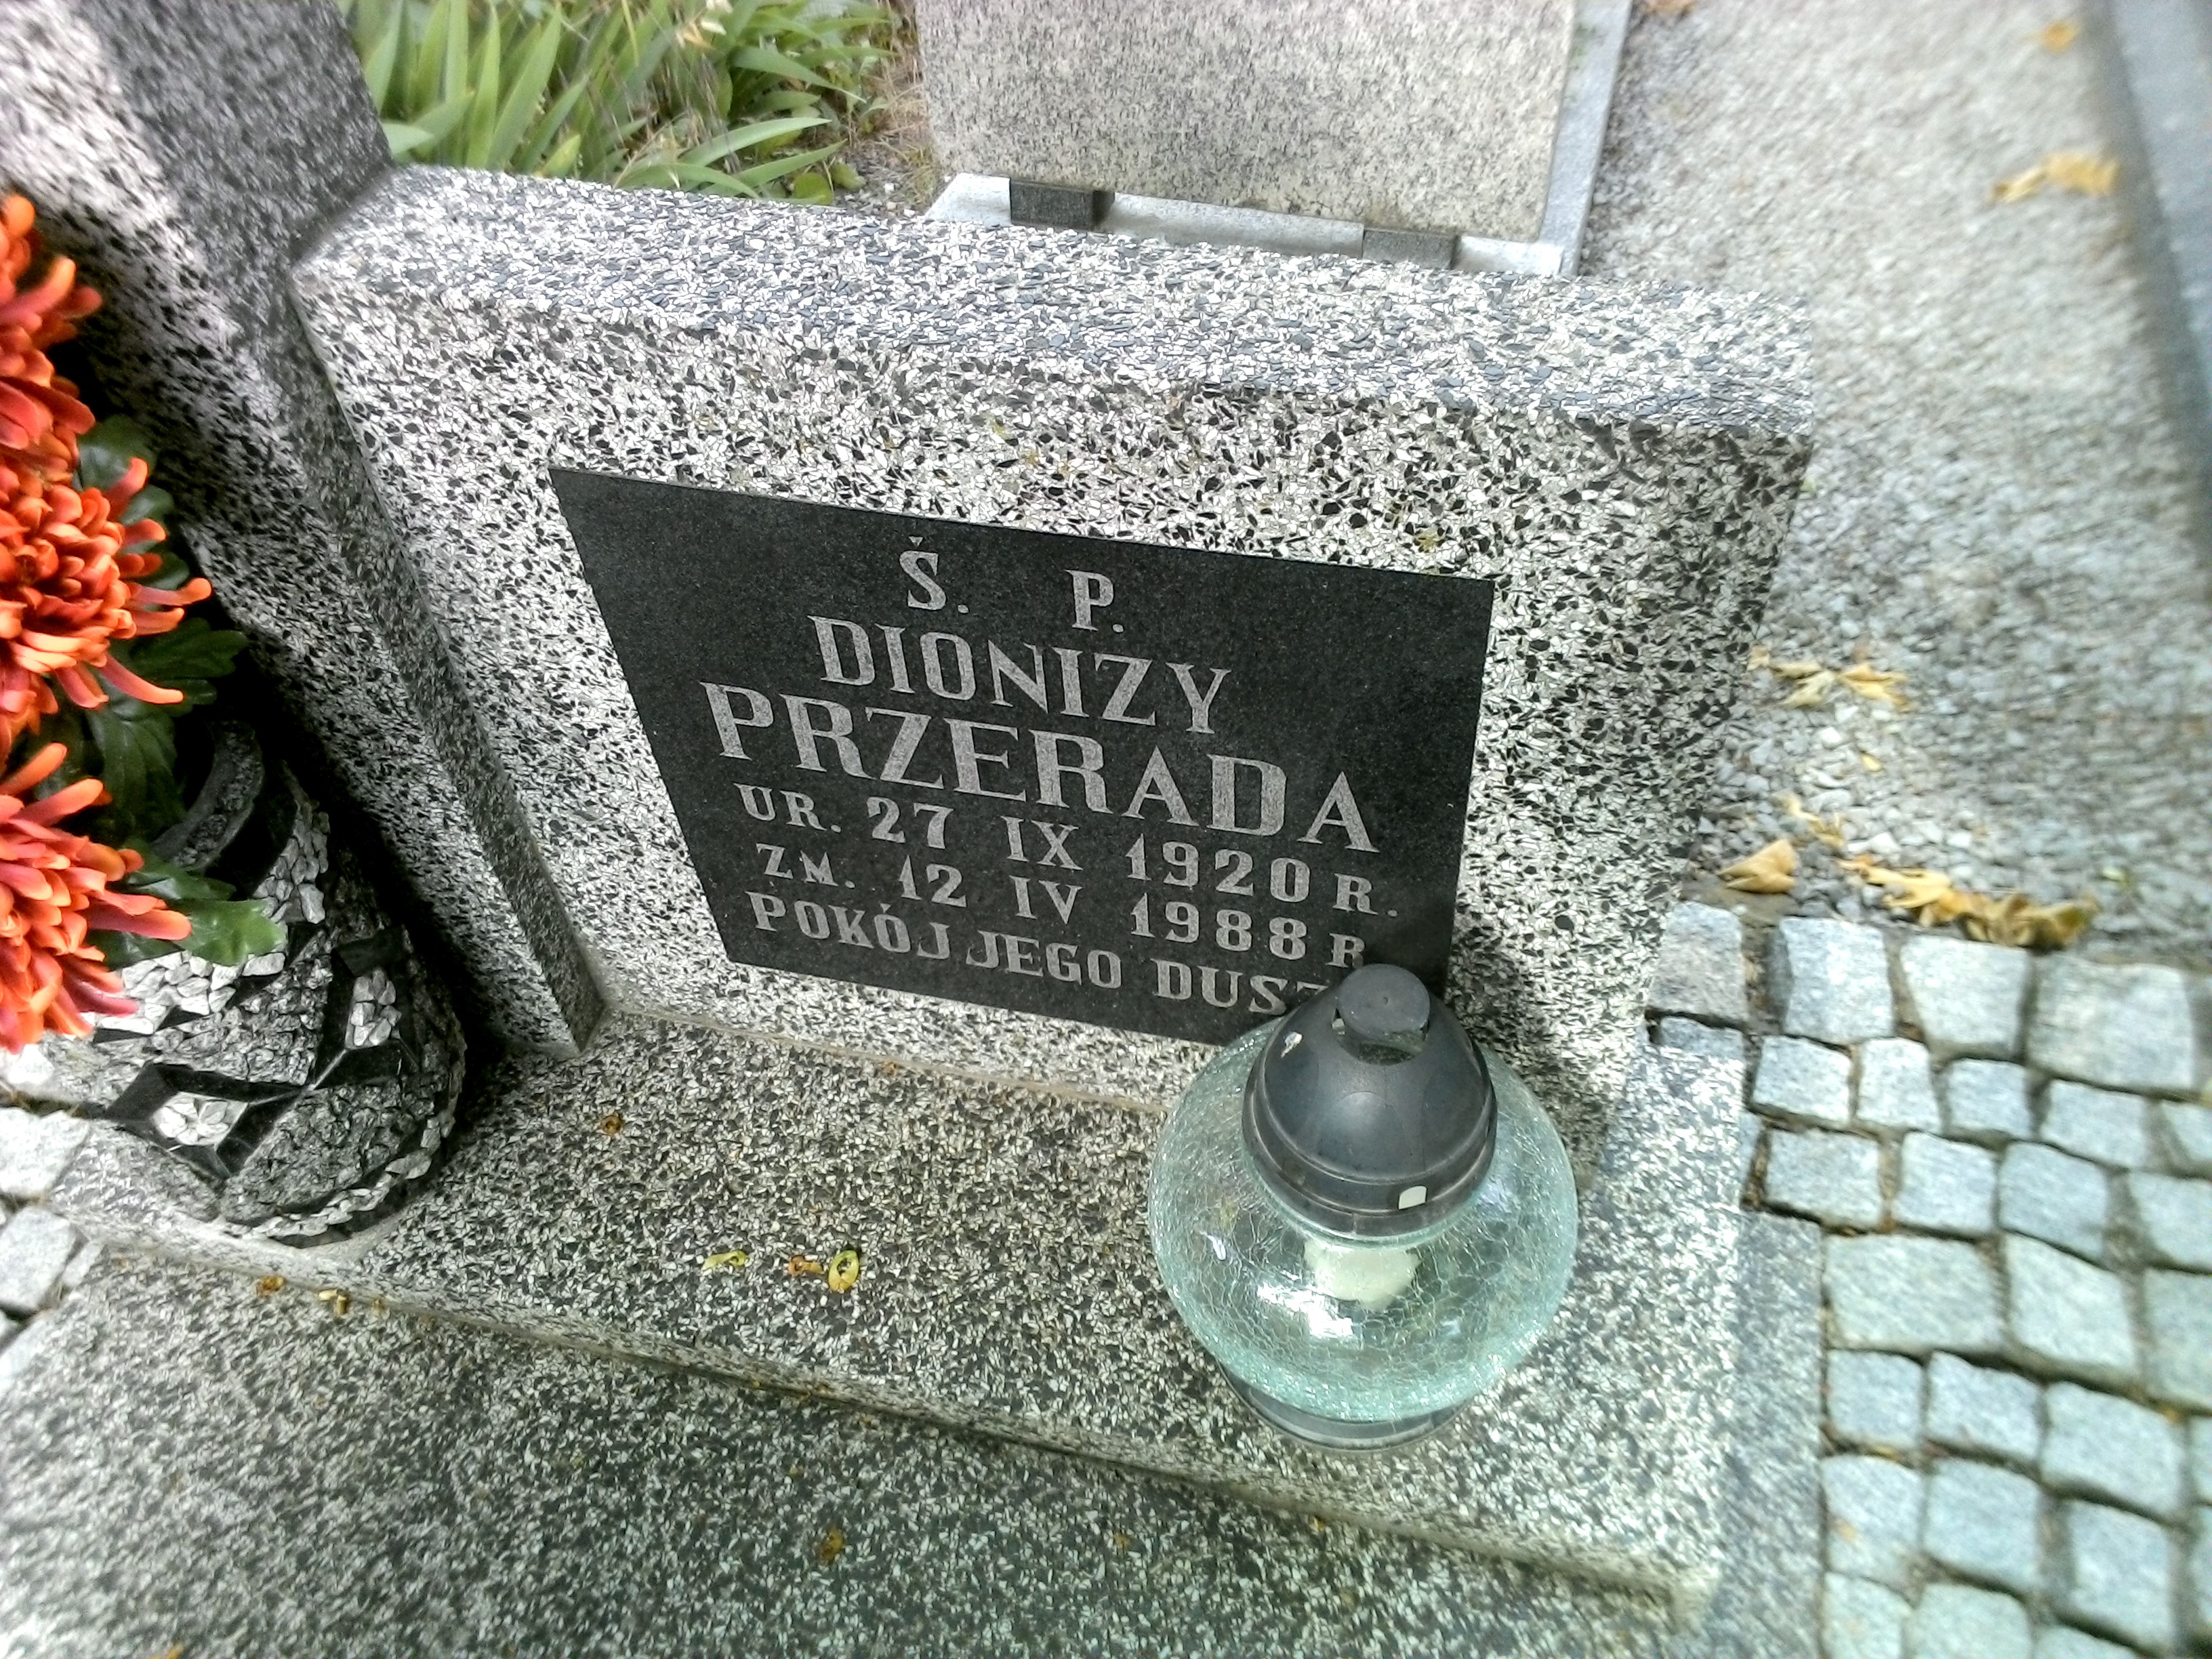 Ś. P.
DIONIZY
PRZERADA
UR. 27 IX 1920 R.
ZM. 12 IV 1988 R
POKÓJ JEGO